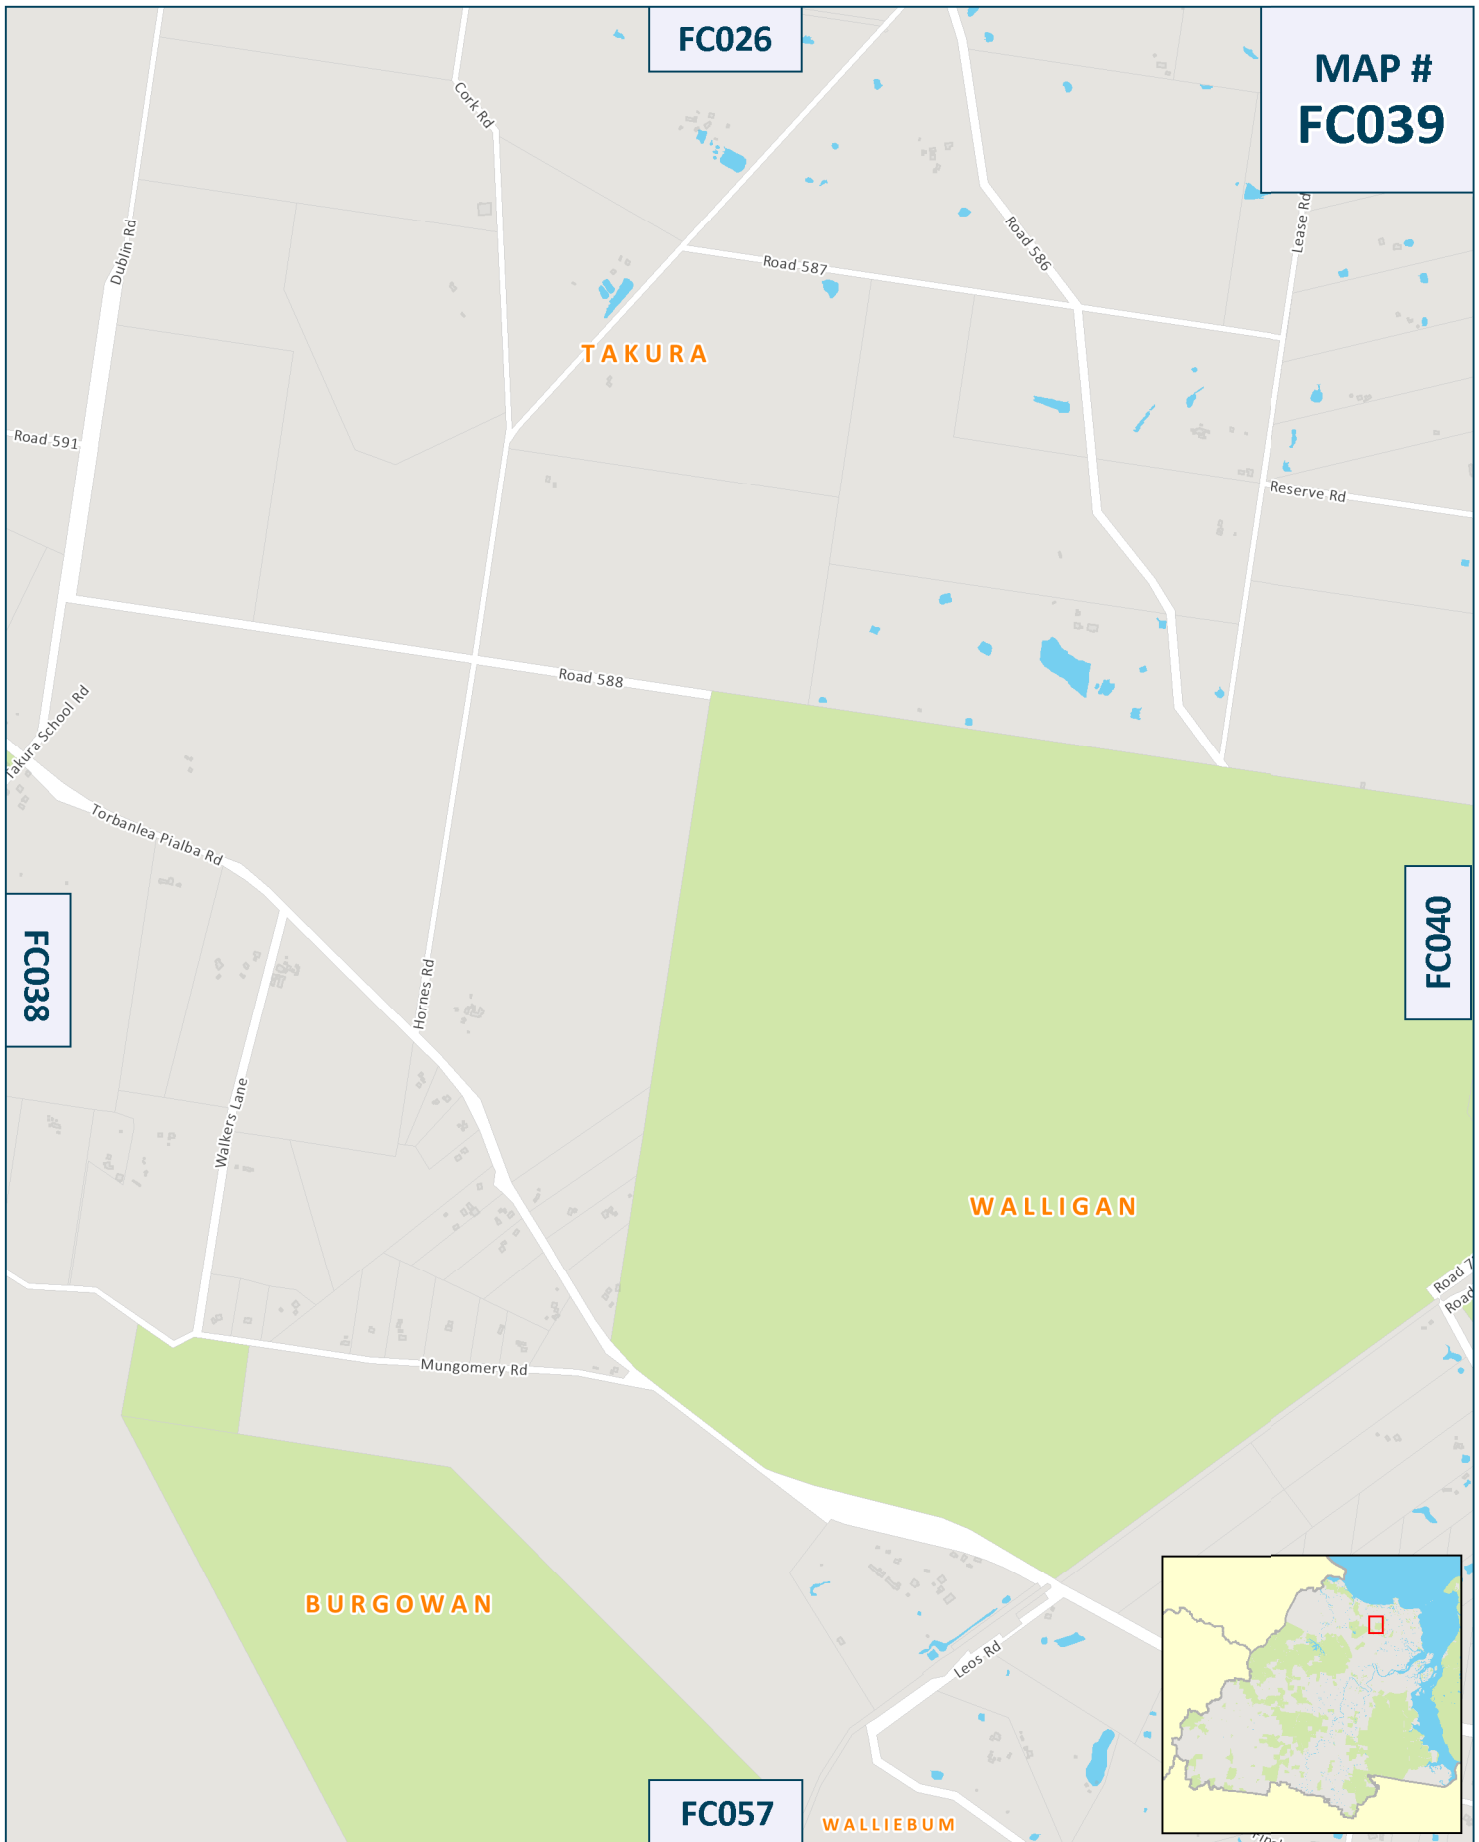 FC026
MAP #
FC039
Cork Rd
Dublin Rd
Lease Rd
Road 586
Road 587
TAKURA
Road 591
Reserve Rd
Road 588
Takura School Rd
Torbanlea Pialba Rd
FC038
FC040
Hornes Rd
Walkers Lane
WALLIGAN
Road
Road
Mungomery Rd
BURGOWAN
Leos Rd
FC057
WALLIEBUM